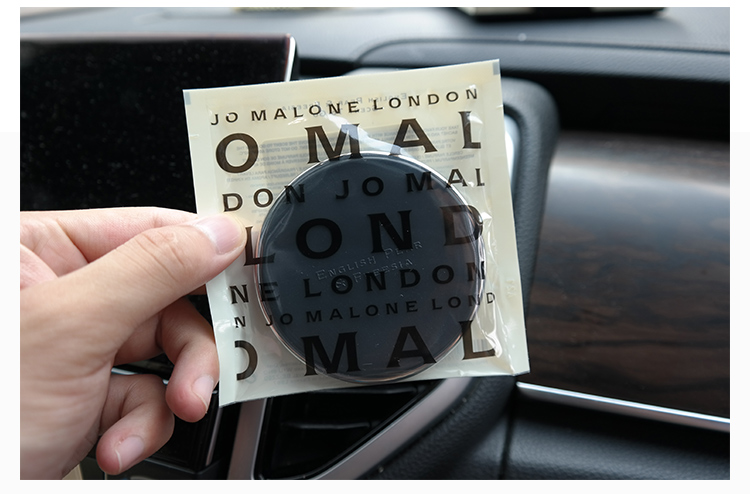 JO MALONE LONDON
O MAL
DON JO MAL
LOND
ENGLISH PEAR
& FREESIA
NE LONDON
N JO MALONE LOND
O MAL